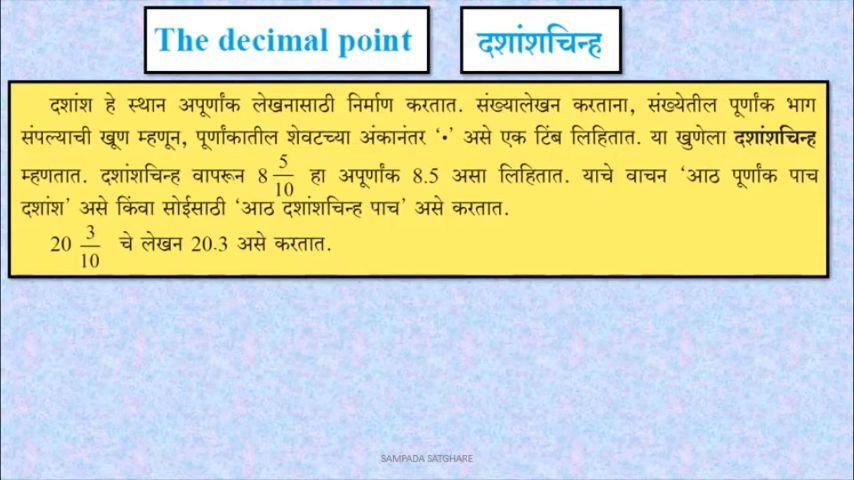 The decimal point
दशांशचिन्ह
दशांश हे स्थान अपूर्णांक लेखनासाठी निर्माण करतात. संख्यालेखन करताना, संख्येतील पूर्णांक भाग
संपल्याची खूण म्हणून, पूर्णांकातील शेवटच्या अंकानंतर ‘•’ असे एक टिंब लिहितात. या खुणेला दशांशचिन्ह
म्हणतात. दशांशचिन्ह वापरून 8 5/10 हा अपूर्णांक 8.5 असा लिहितात. याचे वाचन ‘आठ पूर्णांक पाच
दशांश’ असे किंवा सोईसाठी ‘आठ दशांशचिन्ह पाच’ असे करतात.
20 3/10 चे लेखन 20.3 असे करतात.
SAMPADA SATGHARE